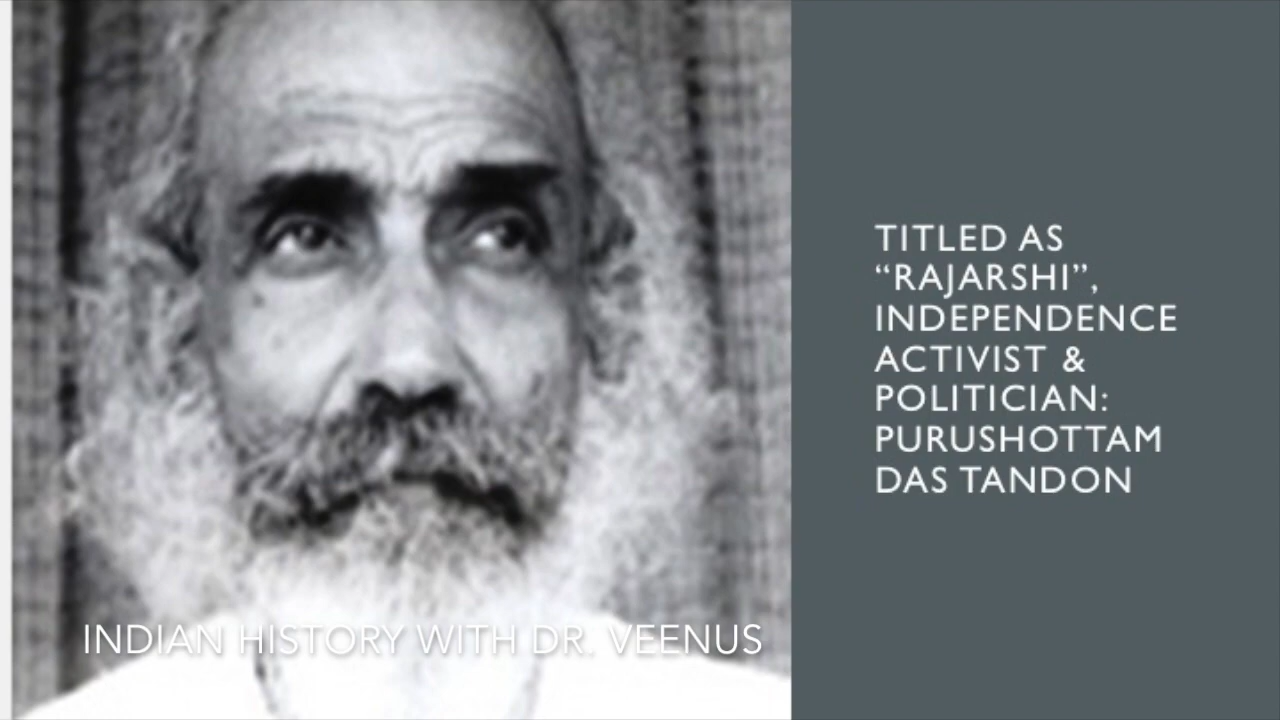 TITLED AS
“RAJARSHI”,
INDEPENDENCE
ACTIVIST &
POLITICIAN:
PURUSHOTTAM
DAS TANDON
INDIAN HISTORY WITH DR. VEENUS